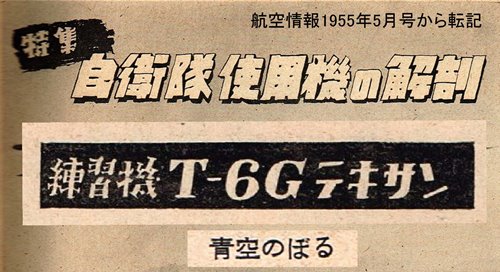 航空情報1955年5月号から転記
特集
自衛隊使用機の解剖
練習機 T-6Gテキサン
青空のぼる